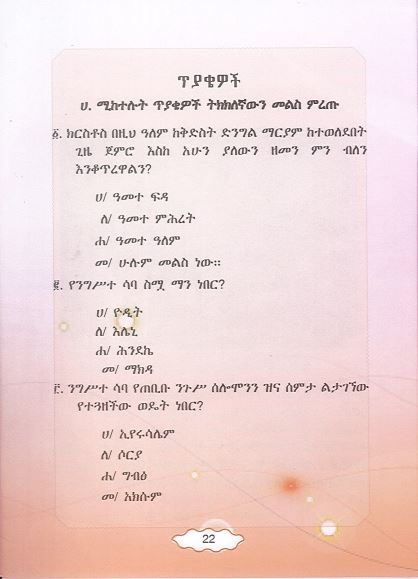 ጥያቄዎች
ሀ. ሚከተሉት ጥያቄዎች ትክክለኛውን መልስ ምረጡ
፩. ክርስቶስ በዚህ ዓለም ከቅድስት ድንግል ማርያም ከተወለደበት
ጊዜ ጀምሮ እስከ አሁን ያለውን ዘመን ምን ብለን
እንቆጥረዋልን?
ሀ/ ዓመተ ፍዳ
ለ/ ዓመተ ምሕረት
ሐ/ ዓመተ ዓለም
መ/ ሁሉም መልስ ነው።
፪. የንግሥተ ሳባ ስሟ ማን ነበር?
ሀ/ ዮዲት
ለ/ እሌኒ
ሐ/ ሕንደኬ
መ/ ማክዳ
፫. ንግሥተ ሳባ የጠቢቡ ንጉሥ ሰሎሞንን ዝና ሰምታ ልታገኘው
የተጓዘችው ወዴት ነበር?
ሀ/ ኢየሩሳሌም
ለ/ ሶርያ
ሐ/ ግብፅ
መ/ አክሱም
22